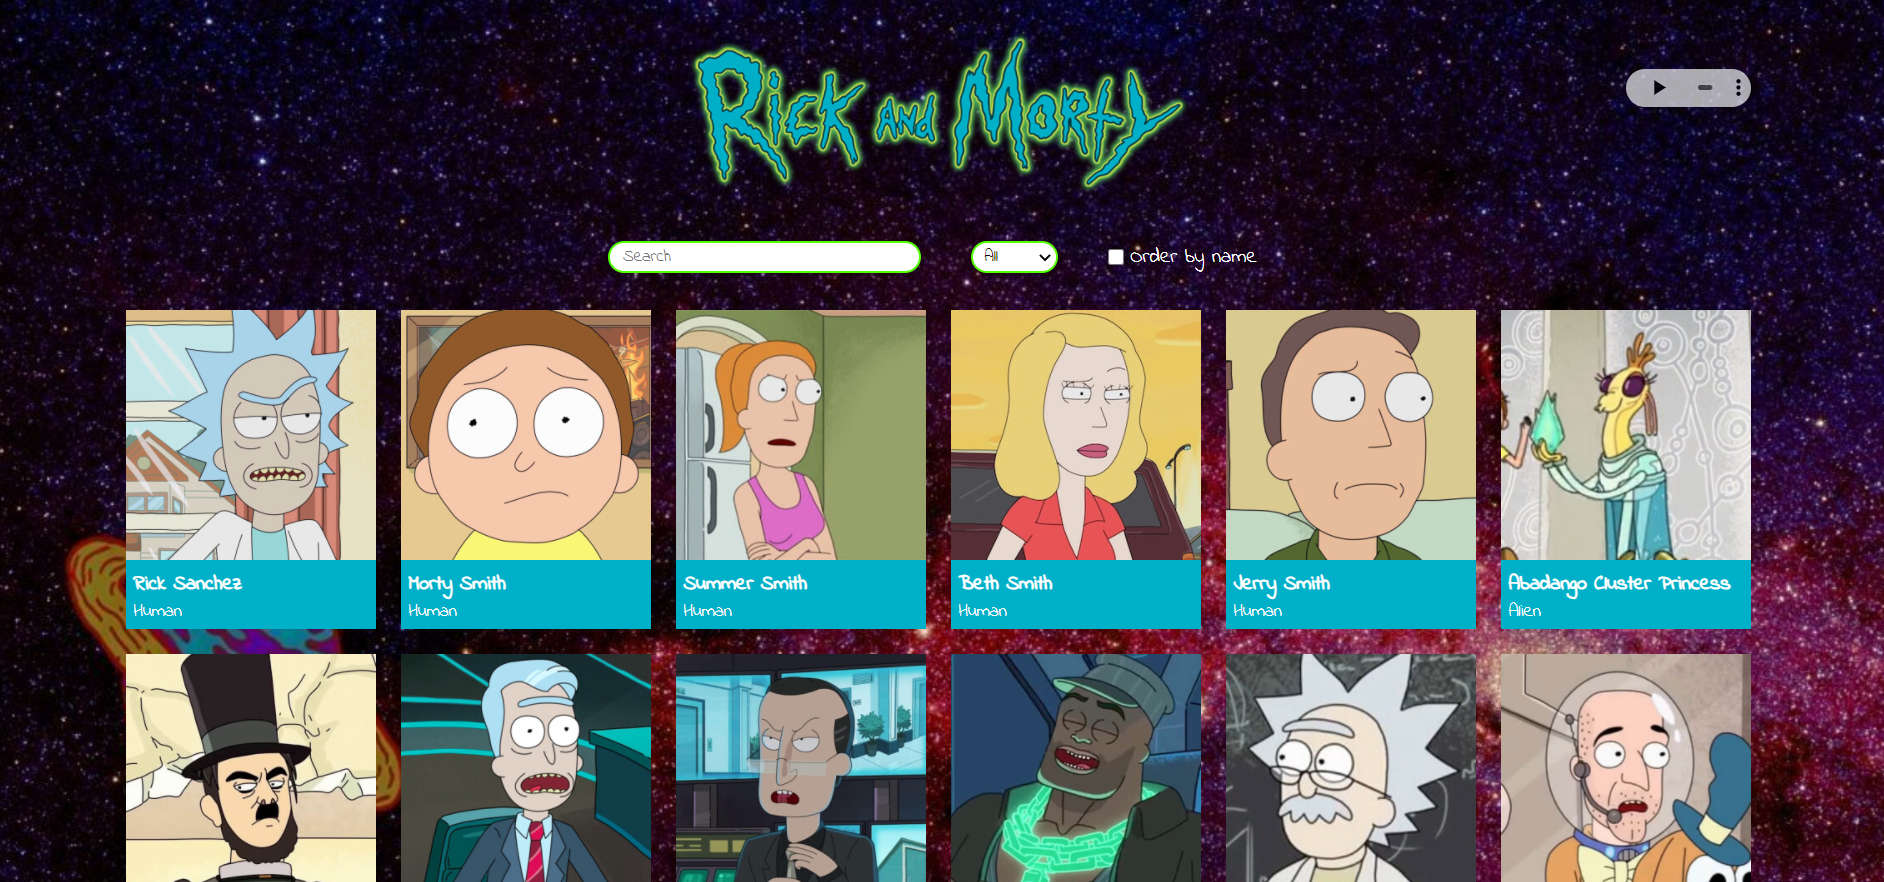 Rick and Morty
Search
All
Order by name
Rick Sanchez
Human
Morty Smith
Human
Summer Smith
Human
Beth Smith
Human
Jerry Smith
Human
Abadango Cluster Princess
Alien